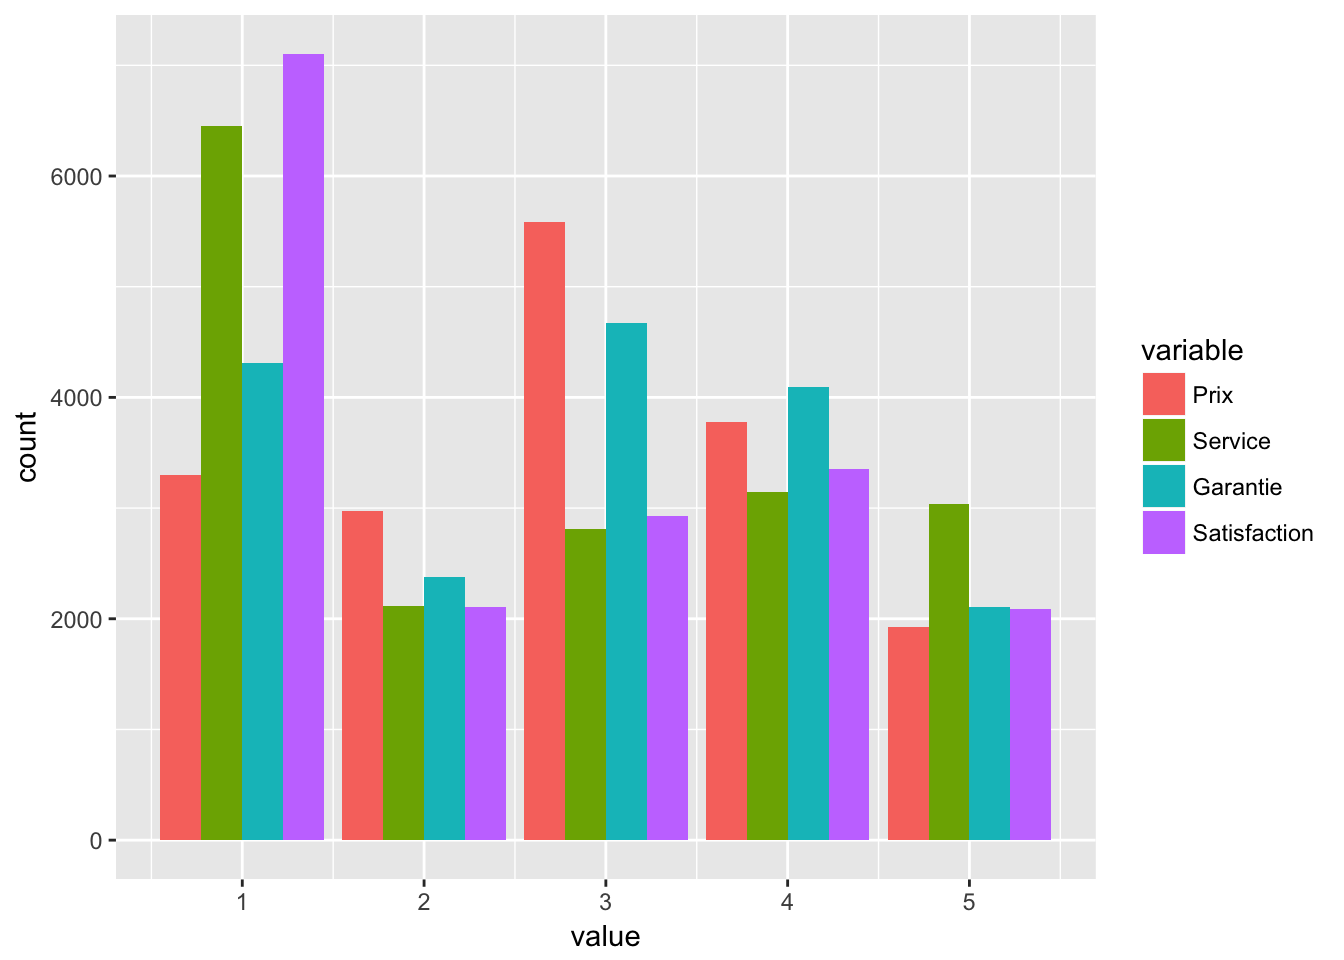 6000
4000
2000
0
count
1 2 3 4 5
value
variable
Prix
Service
Garantie
Satisfaction